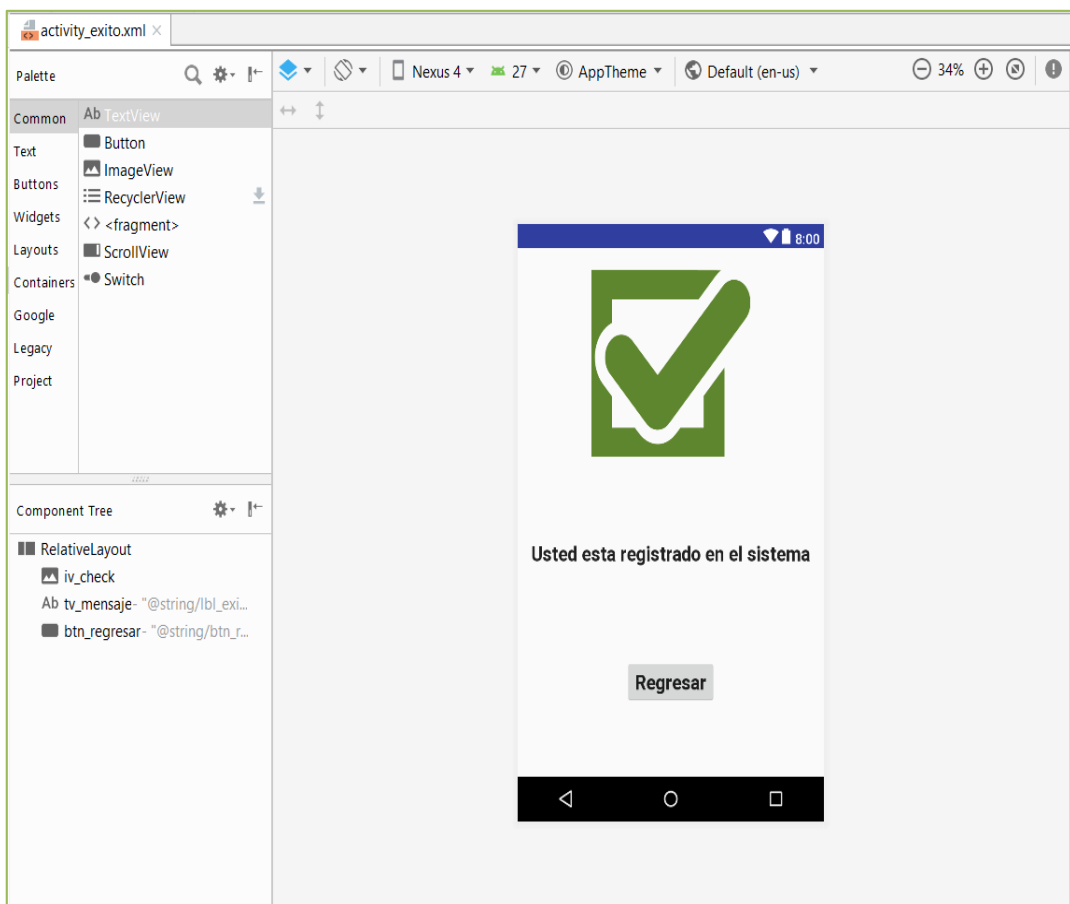 activity_exito.xml
Palette
Nexus 4
27
AppTheme
Default (en-us)
34%
Common
Text
Buttons
Widgets
Layouts
Containers
Google
Legacy
Project
Ab TextView
Button
ImageView
RecyclerView
<fragment>
ScrollView
Switch
8:00
Usted esta registrado en el sistema
Regresar
Component Tree
RelativeLayout
iv_check
Ab tv_mensaje- "@string/lbl_exi...
btn_regresar- "@string/btn_r...